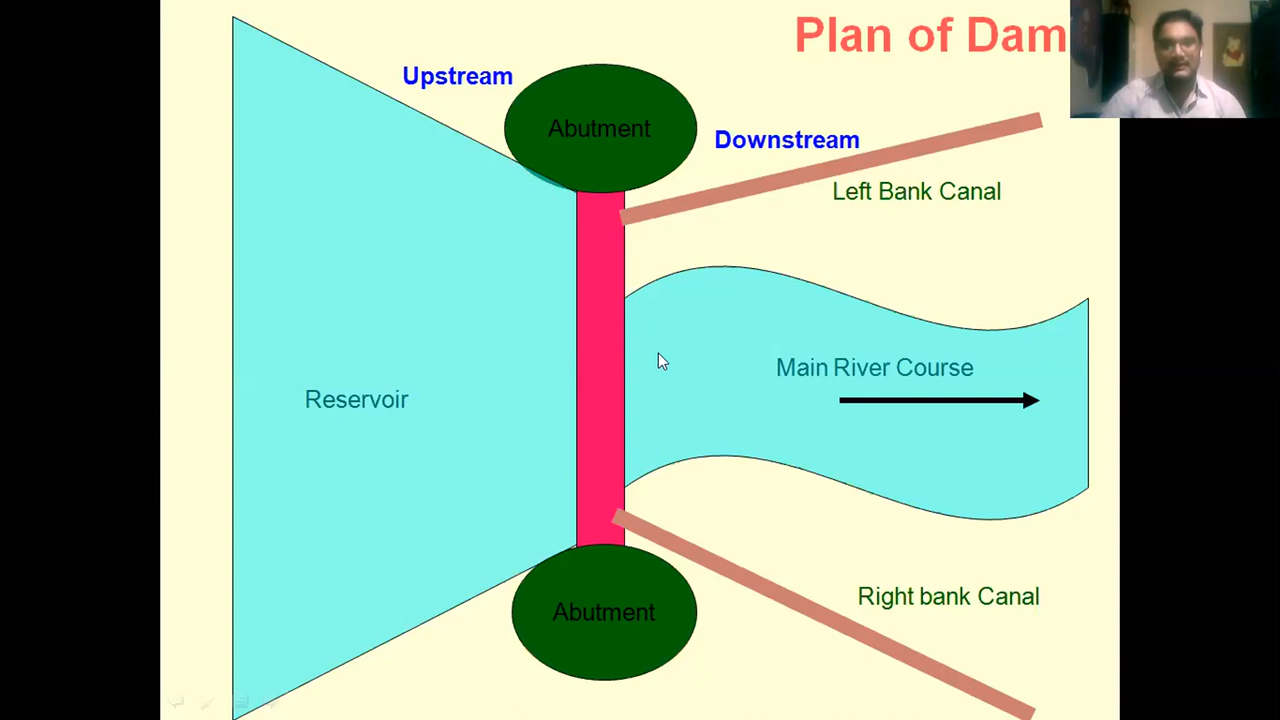 Plan of Dam
Upstream
Abutment
Downstream
Left Bank Canal
Main River Course
Reservoir
Right bank Canal
Abutment